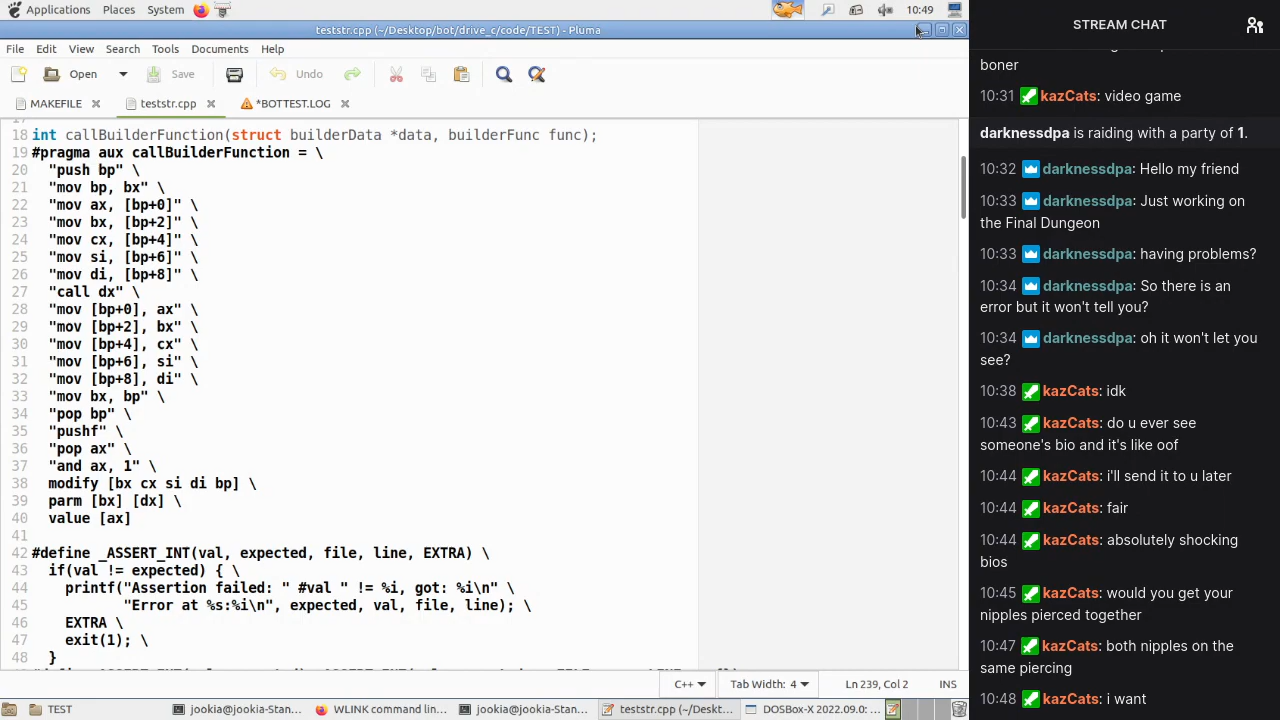 Applications Places System 10:49
teststr.cpp (~/Desktop/bot/drive_c/code/TEST) - Pluma
File Edit View Search Tools Documents Help
Open Save Undo
MAKEFILE teststr.cpp *BOTTEST.LOG
17
18 int callBuilderFunction(struct builderData *data, builderFunc func);
19 #pragma aux callBuilderFunction = \
20 "push bp" \
21 "mov bp, bx" \
22 "mov ax, [bp+0]" \
23 "mov bx, [bp+2]" \
24 "mov cx, [bp+4]" \
25 "mov si, [bp+6]" \
26 "mov di, [bp+8]" \
27 "call dx" \
28 "mov [bp+0], ax" \
29 "mov [bp+2], bx" \
30 "mov [bp+4], cx" \
31 "mov [bp+6], si" \
32 "mov [bp+8], di" \
33 "mov bx, bp" \
34 "pop bp" \
35 "pushf" \
36 "pop ax" \
37 "and ax, 1" \
38 modify [bx cx si di bp] \
39 parm [bx] [dx] \
40 value [ax]
41
42 #define _ASSERT_INT(val, expected, file, line, EXTRA) \
43 if(val != expected) { \
44 printf("Assertion failed: " #val " != %i, got: %i\n" \
45 "Error at %s:%i\n", expected, val, file, line); \
46 EXTRA \
47 exit(1); \
48 }
C++ Tab Width: 4 Ln 239, Col 2 INS
TEST jookia@jookia-Stan... WLINK command lin... jookia@jookia-Stan... teststr.cpp (~/Deskt... DOSBox-X 2022.09.0: ...
STREAM CHAT
boner
10:31 kazCats: video game
darknessdpa is raiding with a party of 1.
10:32 darknessdpa: Hello my friend
10:33 darknessdpa: Just working on
the Final Dungeon
10:33 darknessdpa: having problems?
10:34 darknessdpa: So there is an
error but it won't tell you?
10:34 darknessdpa: oh it won't let you
see?
10:38 kazCats: idk
10:43 kazCats: do u ever see
someone's bio and it's like oof
10:44 kazCats: i'll send it to u later
10:44 kazCats: fair
10:44 kazCats: absolutely shocking
bios
10:45 kazCats: would you get your
nipples pierced together
10:47 kazCats: both nipples on the
same piercing
10:48 kazCats: i want